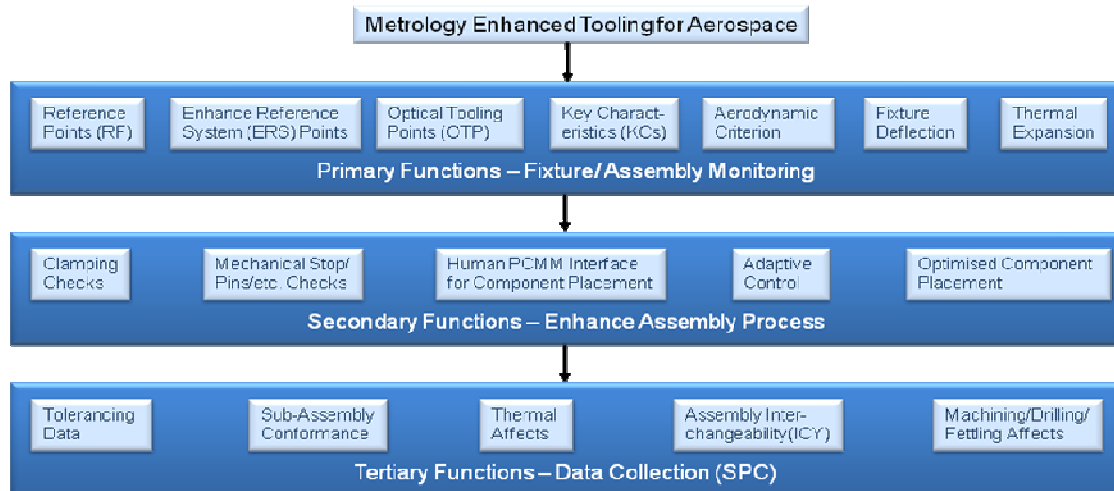 Metrology Enhanced Tooling for Aerospace
Reference
Points (RF)
Enhance Reference
System (ERS) Points
Optical Tooling
Points (OTP)
Key Charact-
eristics (KCs)
Aerodynamic
Criterion
Fixture
Deflection
Thermal
Expansion
Primary Functions – Fixture/Assembly Monitoring
Clamping
Checks
Mechanical Stop/
Pins/etc. Checks
Human PCMM Interface
for Component Placement
Adaptive
Control
Optimised Component
Placement
Secondary Functions – Enhance Assembly Process
Tolerancing
Data
Sub-Assembly
Conformance
Thermal
Affects
Assembly Inter-
changeability(ICY)
Machining/Drilling/
Fettling Affects
Tertiary Functions – Data Collection (SPC)